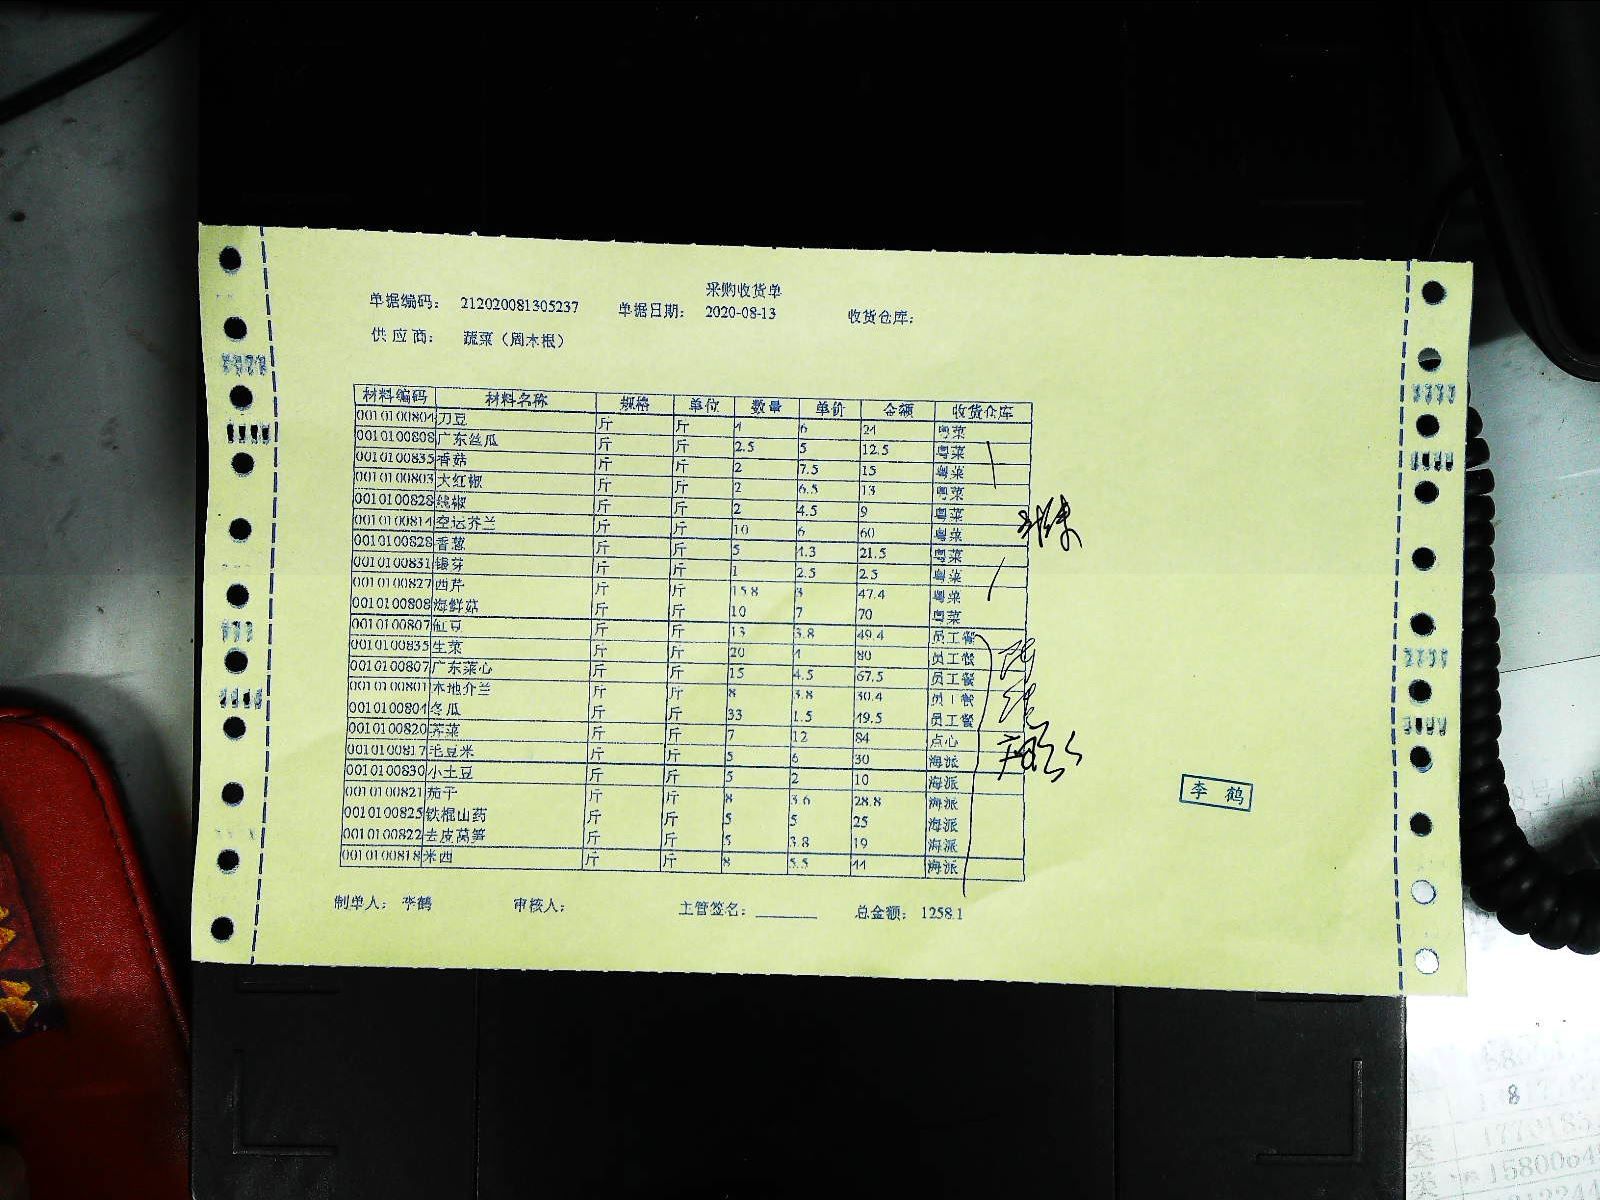 采购收货单
单据编码： 212020081305237 单据日期： 2020-08-13 收货仓库：
供应商： 蔬菜（周木根）
材料编码 材料名称 规格 单位 数量 单价 金额 收货仓库
0010100804 刀豆 斤 斤 4 6 24 粤菜
0010100808 广东丝瓜 斤 斤 2.5 5 12.5 粤菜
0010100835 香菇 斤 斤 2 7.5 15 粤菜
0010100803 大红椒 斤 斤 2 6.5 13 粤菜
0010100828 线椒 斤 斤 2 4.5 9 粤菜
0010100814 空运芥兰 斤 斤 10 6 60 粤菜
0010100828 香葱 斤 斤 5 4.3 21.5 粤菜
0010100831 银芽 斤 斤 1 2.5 2.5 粤菜
0010100827 西芹 斤 斤 15.8 3 47.4 粤菜
0010100808 海鲜菇 斤 斤 10 7 70 粤菜
0010100807 缸豆 斤 斤 13 3.8 49.4 员工餐
0010100835 生菜 斤 斤 20 4 80 员工餐
0010100807 广东菜心 斤 斤 15 4.5 67.5 员工餐
0010100801 本地介兰 斤 斤 8 3.8 30.4 员工餐
0010100804 冬瓜 斤 斤 33 1.5 49.5 员工餐
0010100820 荠菜 斤 斤 7 12 84 点心
0010100817 毛豆米 斤 斤 5 6 30 海派
0010100830 小土豆 斤 斤 5 2 10 海派
0010100821 茄干 斤 斤 8 3.6 28.8 海派
0010100825 铁棍山药 斤 斤 5 5 25 海派
0010100822 去皮莴笋 斤 斤 5 3.8 19 海派
0010100818 米西 斤 斤 8 5.5 44 海派
李鹤
制单人： 李鹤 审核人： 主管签名： 总金额： 1258.1